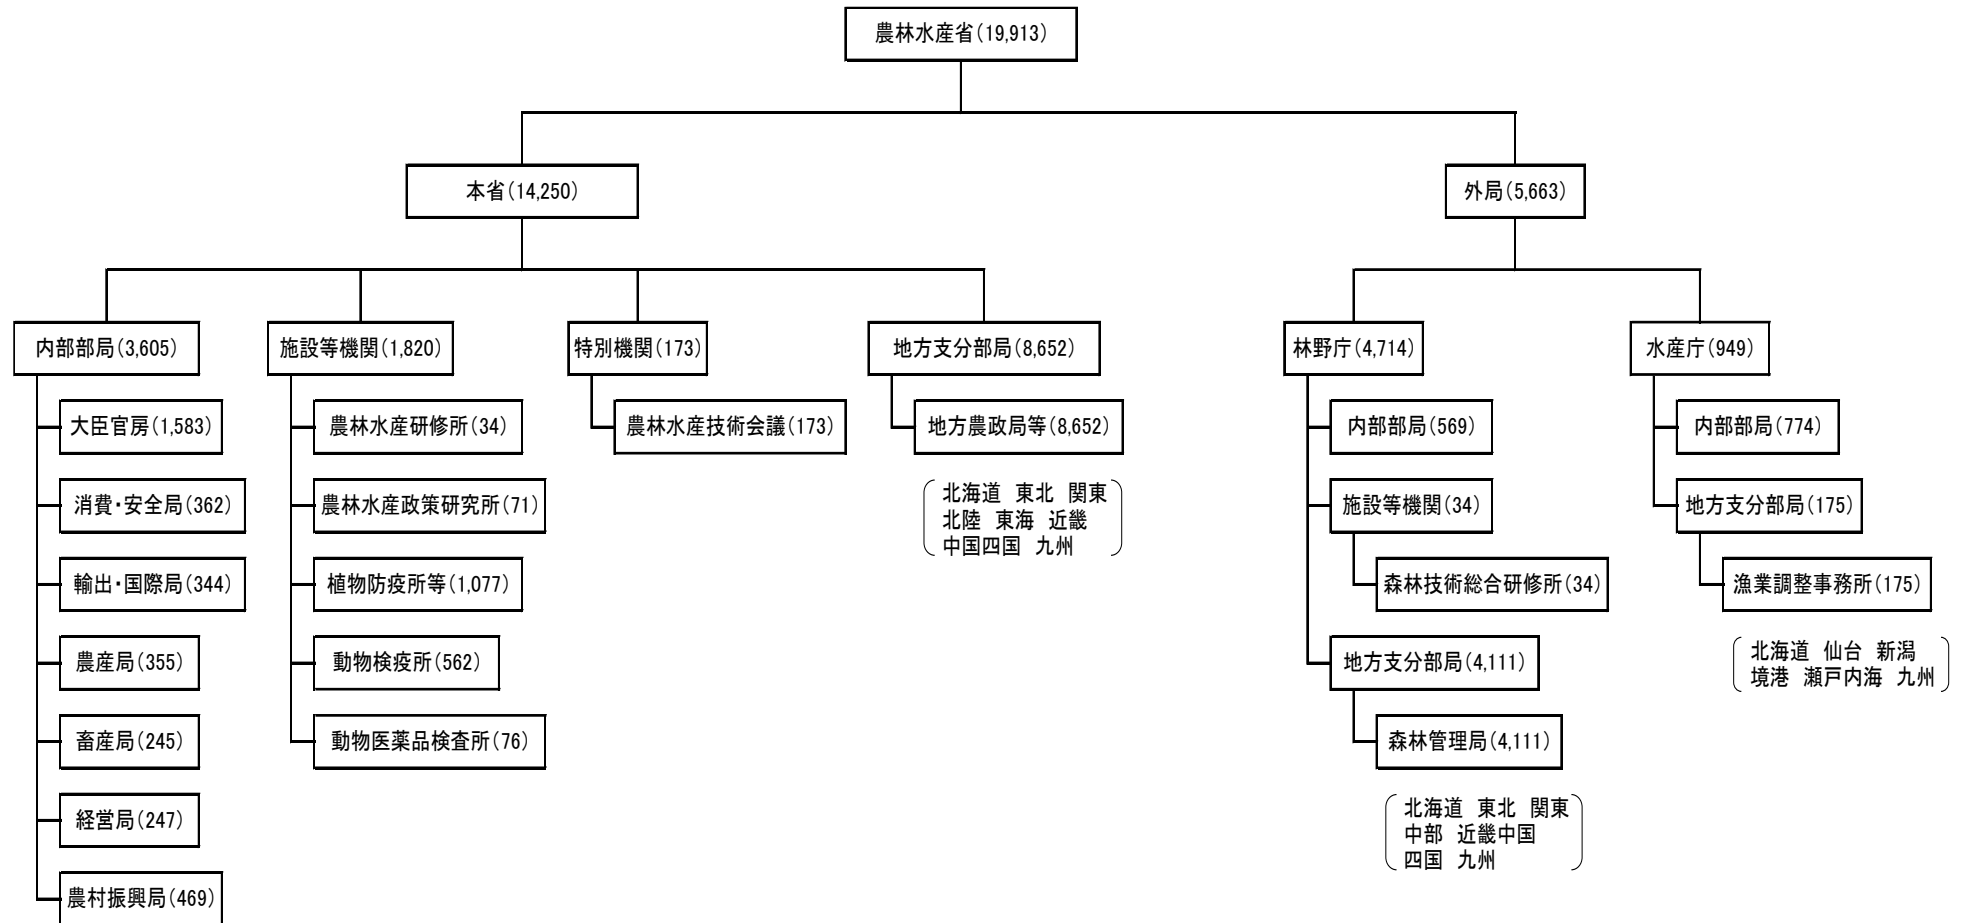 農林水産省(19,913)
本省(14,250)
外局(5,663)
内部部局(3,605)
施設等機関(1,820)
特別機関(173)
地方支分部局(8,652)
林野庁(4,714)
水産庁(949)
大臣官房(1,583)
消費・安全局(362)
輸出・国際局(344)
農産局(355)
畜産局(245)
経営局(247)
農村振興局(469)
農林水産研修所(34)
農林水産政策研究所(71)
植物防疫所等(1,077)
動物検疫所(562)
動物医薬品検査所(76)
農林水産技術会議(173)
地方農政局等(8,652)
北海道 東北 関東
北陸 東海 近畿
中国四国 九州
内部部局(569)
施設等機関(34)
森林技術総合研修所(34)
地方支分部局(4,111)
森林管理局(4,111)
北海道 東北 関東
中部 近畿中国
四国 九州
内部部局(774)
地方支分部局(175)
漁業調整事務所(175)
北海道 仙台 新潟
境港 瀬戸内海 九州